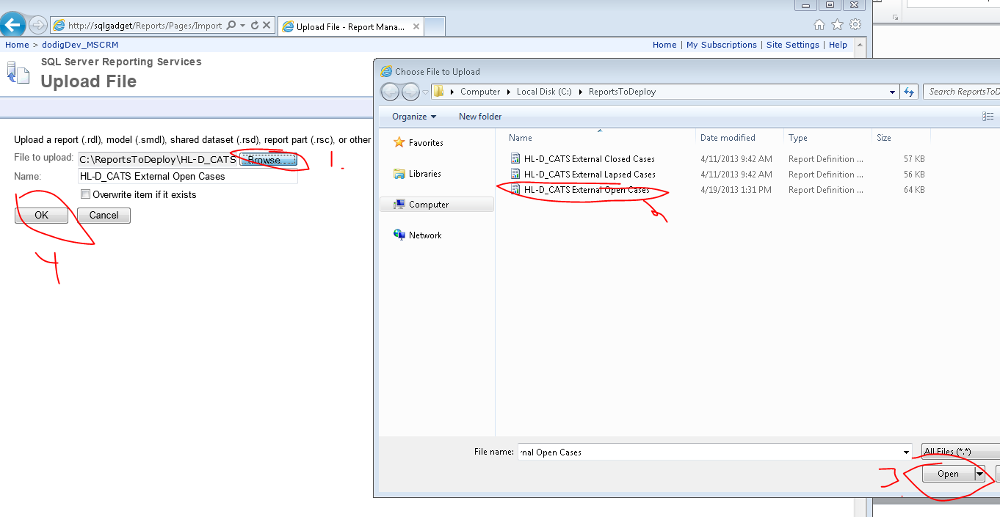 http://sqlgadget/Reports/Pages/Import
Upload File - Report Mana...
Home > dodigDev_MSCRM
Home | My Subscriptions | Site Settings | Help
SQL Server Reporting Services
Upload File
Upload a report (.rdl), model (.smdl), shared dataset (.rsd), report part (.rsc), or other
File to upload: C:\ReportsToDeploy\HL-D_CATS Browse... 1.
Name: HL-D_CATS External Open Cases
Overwrite item if it exists
OK Cancel
4
Choose File to Upload
Computer Local Disk (C:) ReportsToDeploy
Search ReportsToD
Organize New folder
Favorites
Libraries
Computer
Network
Name Date modified Type Size
HL-D_CATS External Closed Cases 4/11/2013 9:42 AM Report Definition ... 57 KB
HL-D_CATS External Lapsed Cases 4/11/2013 9:42 AM Report Definition ... 56 KB
HL-D_CATS External Open Cases 4/19/2013 1:31 PM Report Definition ... 64 KB
File name: rnal Open Cases All Files (*.*)
3 Open